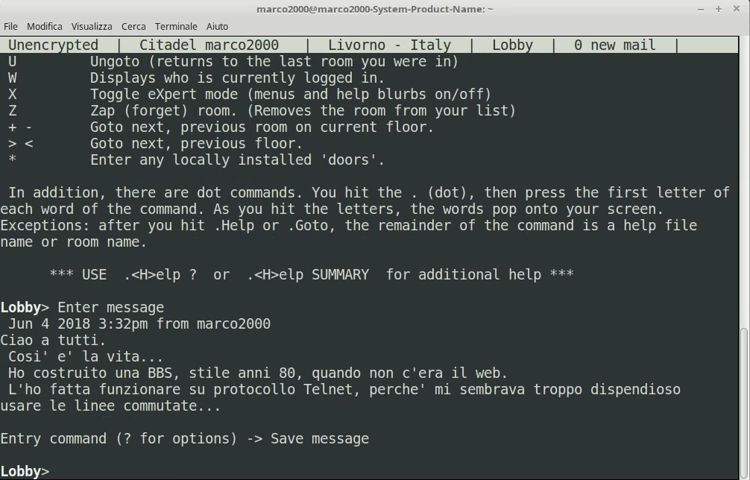 marco2000@marco2000-System-Product-Name: ~
File Modifica Visualizza Cerca Terminale Aiuto
Unencrypted | Citadel marco2000 | Livorno - Italy | Lobby | 0 new mail |
U Ungoto (returns to the last room you were in)
W Displays who is currently logged in.
X Toggle eXpert mode (menus and help blurbs on/off)
Z Zap (forget) room. (Removes the room from your list)
+ - Goto next, previous room on current floor.
> < Goto next, previous floor.
* Enter any locally installed 'doors'.
In addition, there are dot commands. You hit the . (dot), then press the first letter of
each word of the command. As you hit the letters, the words pop onto your screen.
Exceptions: after you hit .Help or .Goto, the remainder of the command is a help file
name or room name.
*** USE .<H>elp ? or .<H>elp SUMMARY for additional help ***
Lobby> Enter message
Jun 4 2018 3:32pm from marco2000
Ciao a tutti.
Cosi' e' la vita...
Ho costruito una BBS, stile anni 80, quando non c'era il web.
L'ho fatta funzionare su protocollo Telnet, perche' mi sembrava troppo dispendioso
usare le linee commutate...
Entry command (? for options) -> Save message
Lobby>